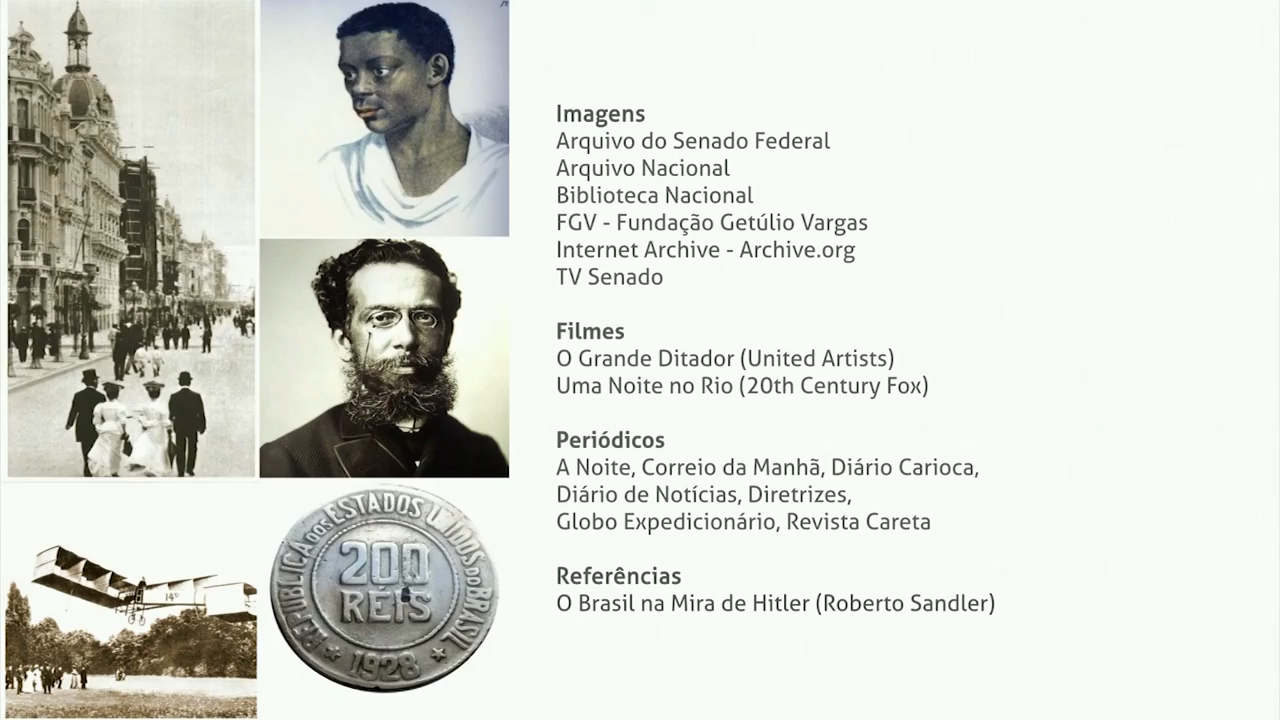 Imagens
Arquivo do Senado Federal
Arquivo Nacional
Biblioteca Nacional
FGV - Fundação Getúlio Vargas
Internet Archive - Archive.org
TV Senado
Filmes
O Grande Ditador (United Artists)
Uma Noite no Rio (20th Century Fox)
Periódicos
A Noite, Correio da Manhã, Diário Carioca,
Diário de Notícias, Diretrizes,
Globo Expedicionário, Revista Careta
Referências
O Brasil na Mira de Hitler (Roberto Sandler)
REPUBLICA DOS ESTADOS UNIDOS DO BRASIL
200
RÉIS
1928